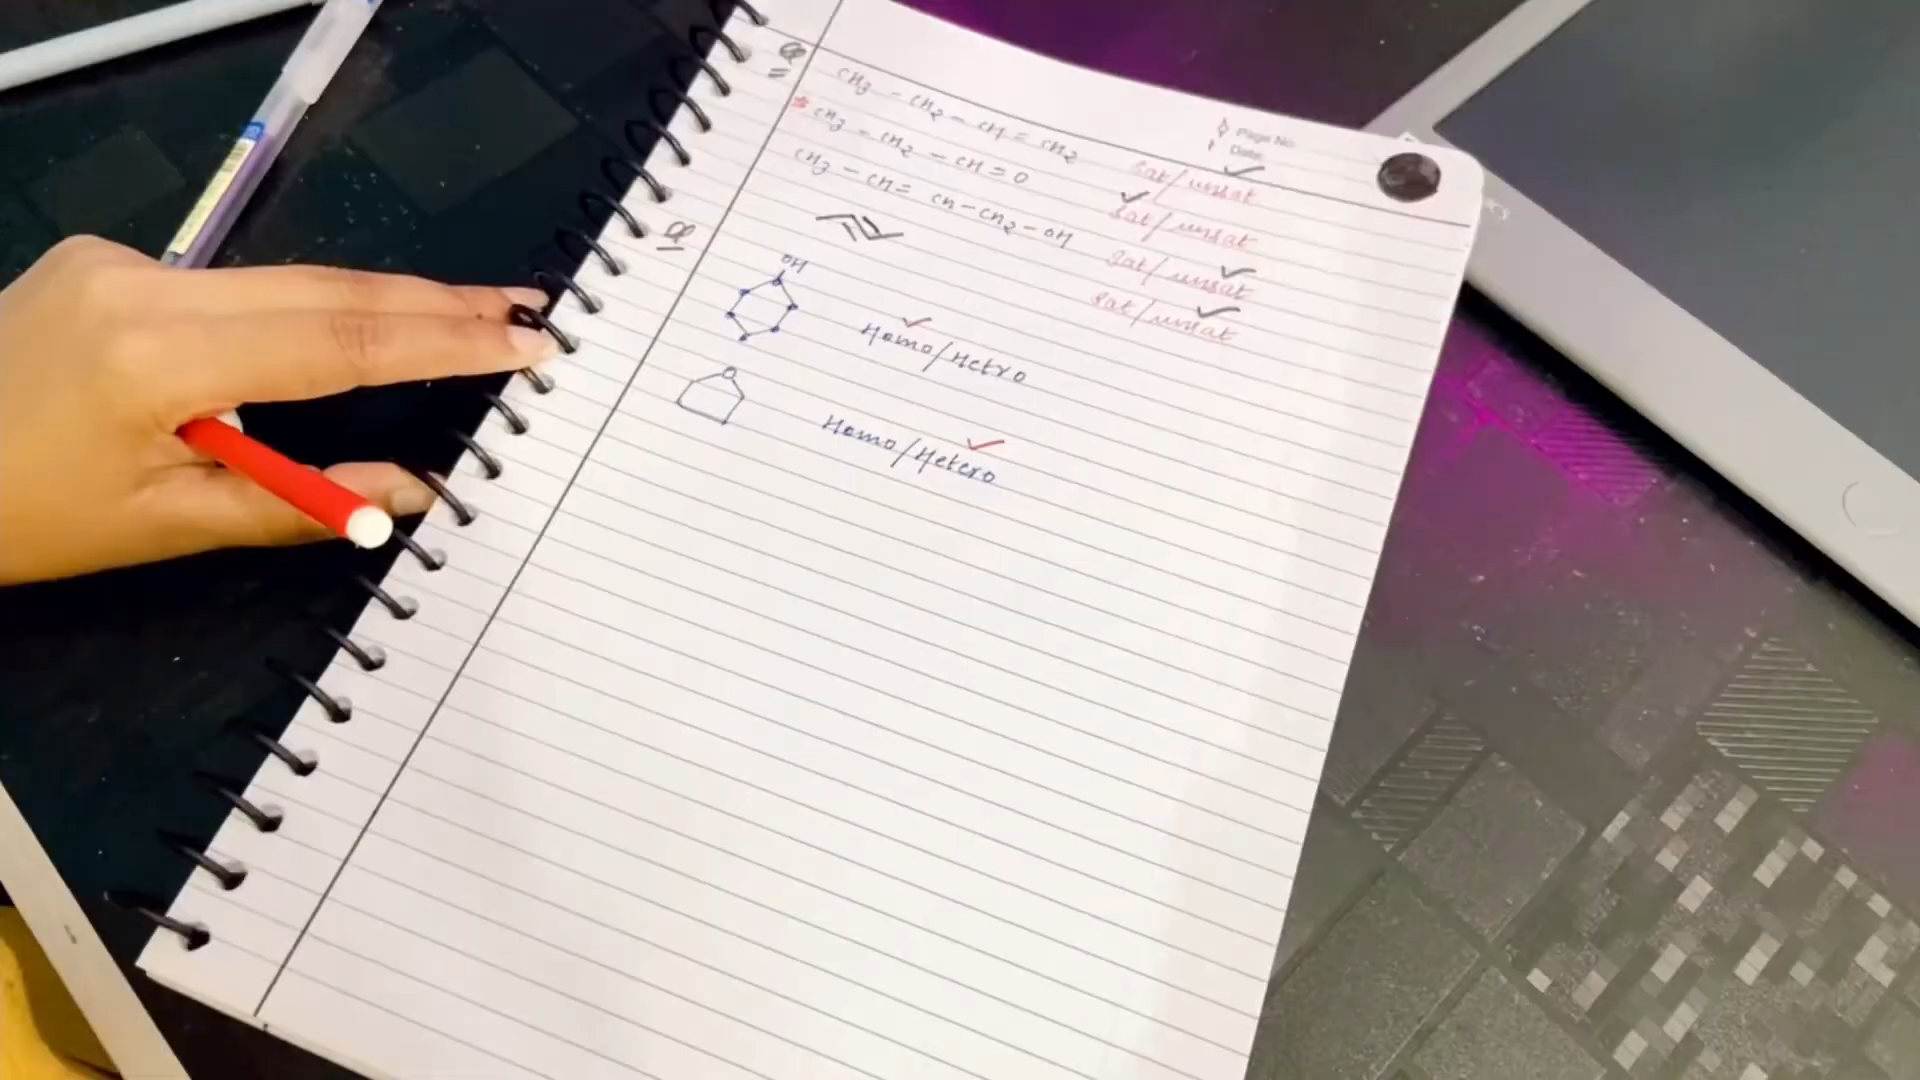 Page No.
Date:
Q
CH3 - CH2 - CH = CH2 Sat/unsat
* CH3 - CH2 - CH = O Sat/unsat
CH3 - CH = CH - CH2 - OH Sat/unsat
Sat/unsat
Q
OH
Homo/Hetro
O
Homo/Hetero